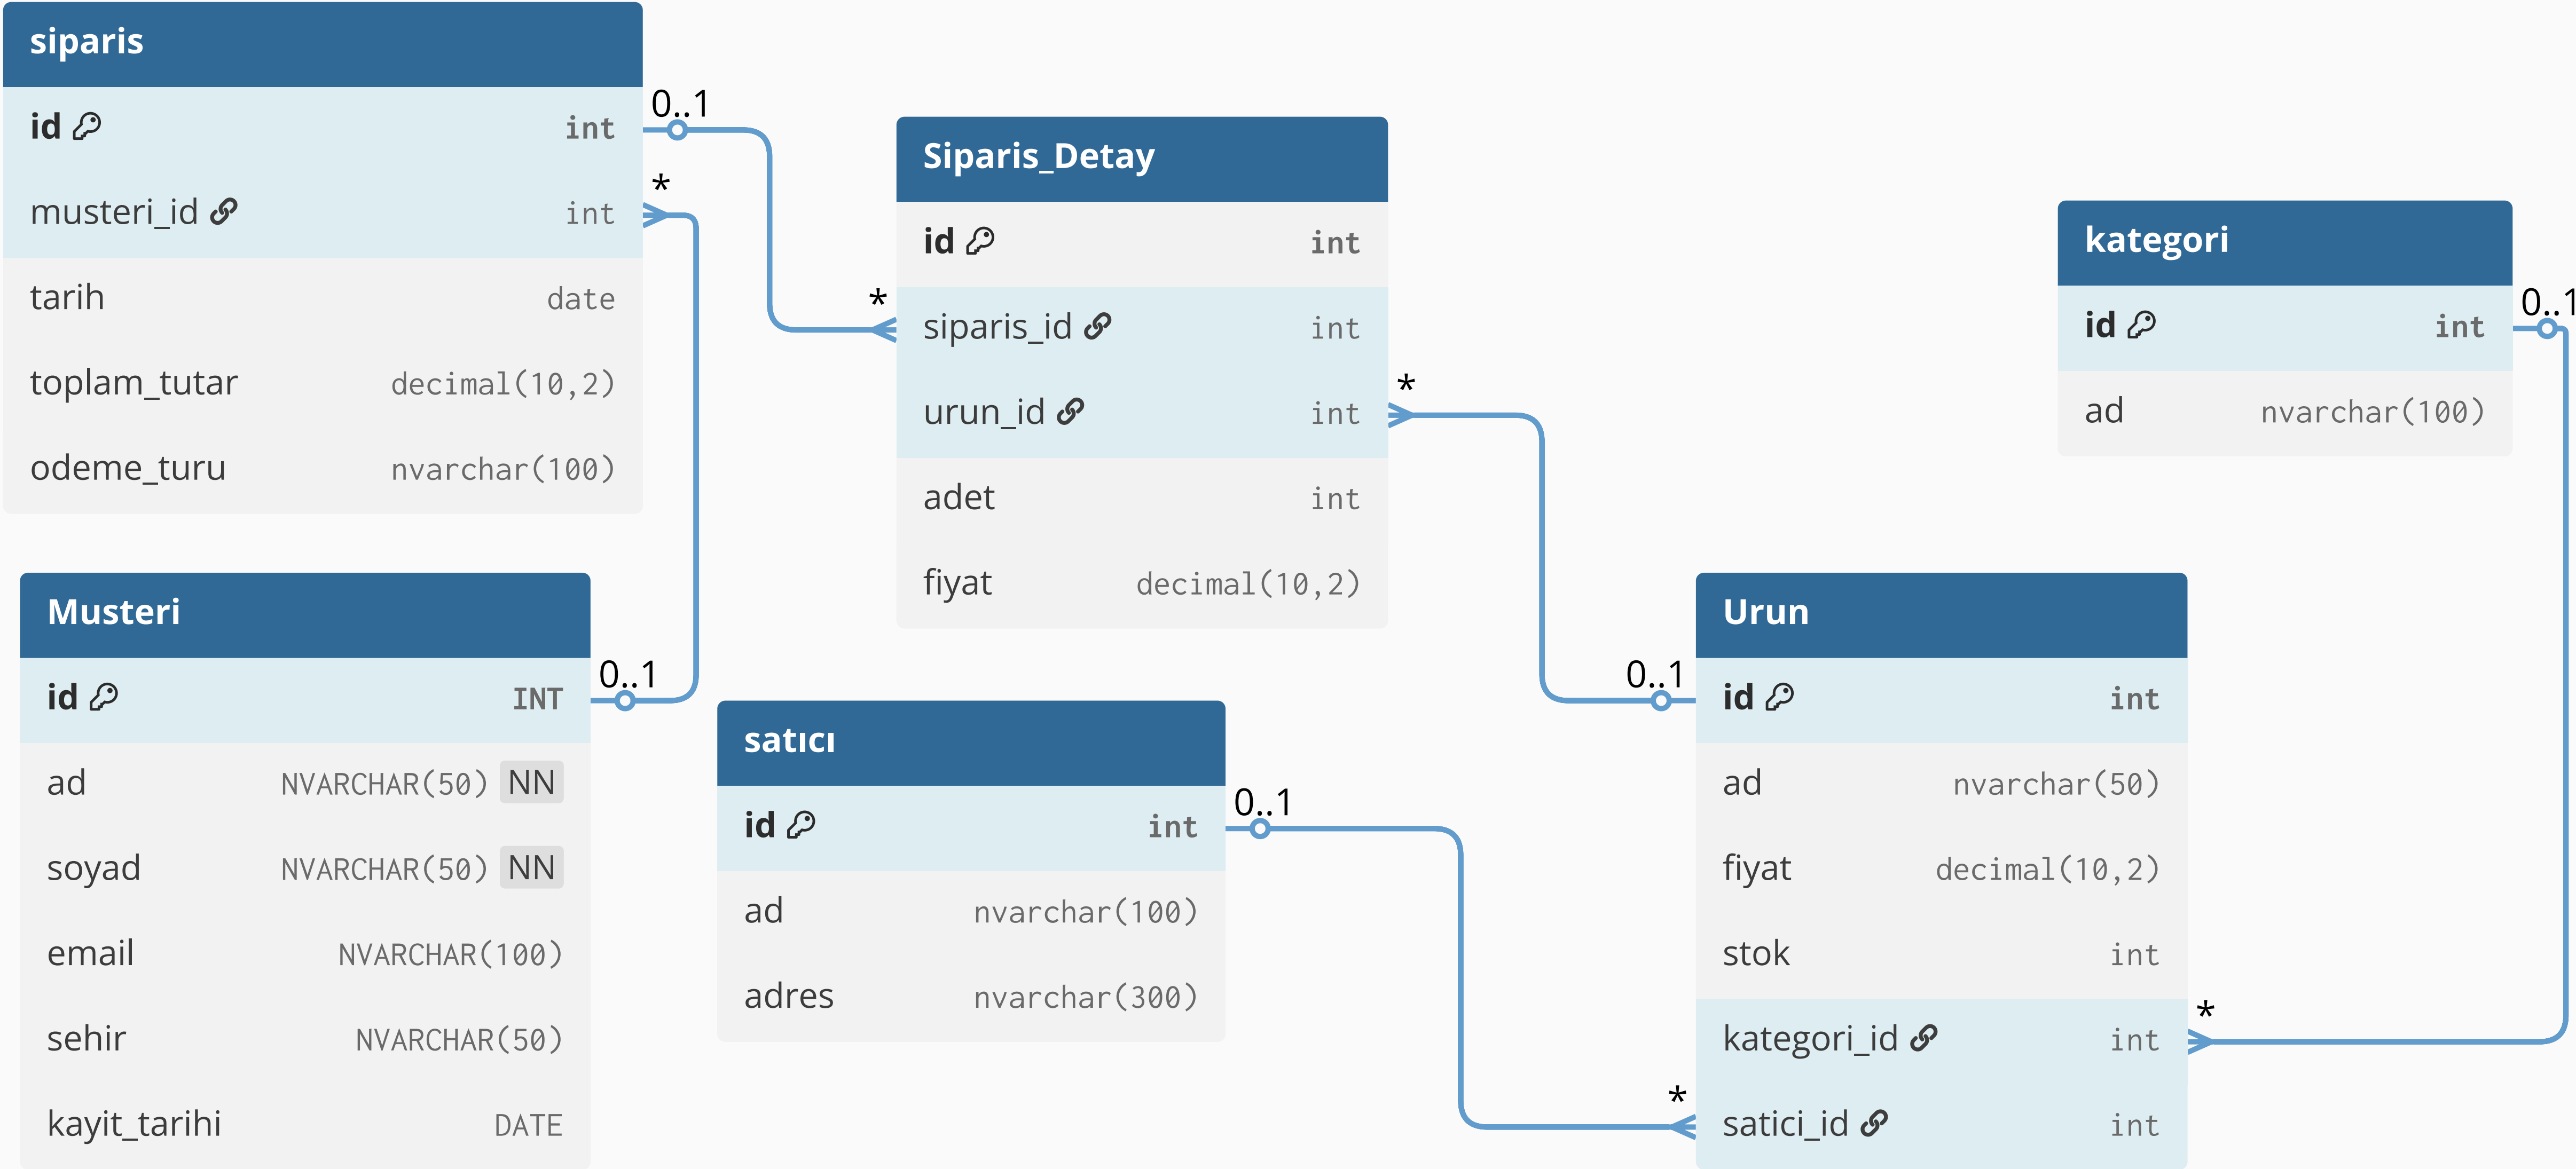 siparis
id int
musteri_id int
tarih date
toplam_tutar decimal(10,2)
odeme_turu nvarchar(100)
0..1
*
Musteri
id INT
ad NVARCHAR(50) NN
soyad NVARCHAR(50) NN
email NVARCHAR(100)
sehir NVARCHAR(50)
kayit_tarihi DATE
0..1
Siparis_Detay
id int
siparis_id int
urun_id int
adet int
fiyat decimal(10,2)
*
*
satıcı
id int
ad nvarchar(100)
adres nvarchar(300)
0..1
kategori
id int
ad nvarchar(100)
0..1
Urun
id int
ad nvarchar(50)
fiyat decimal(10,2)
stok int
kategori_id int
satici_id int
0..1
*
*